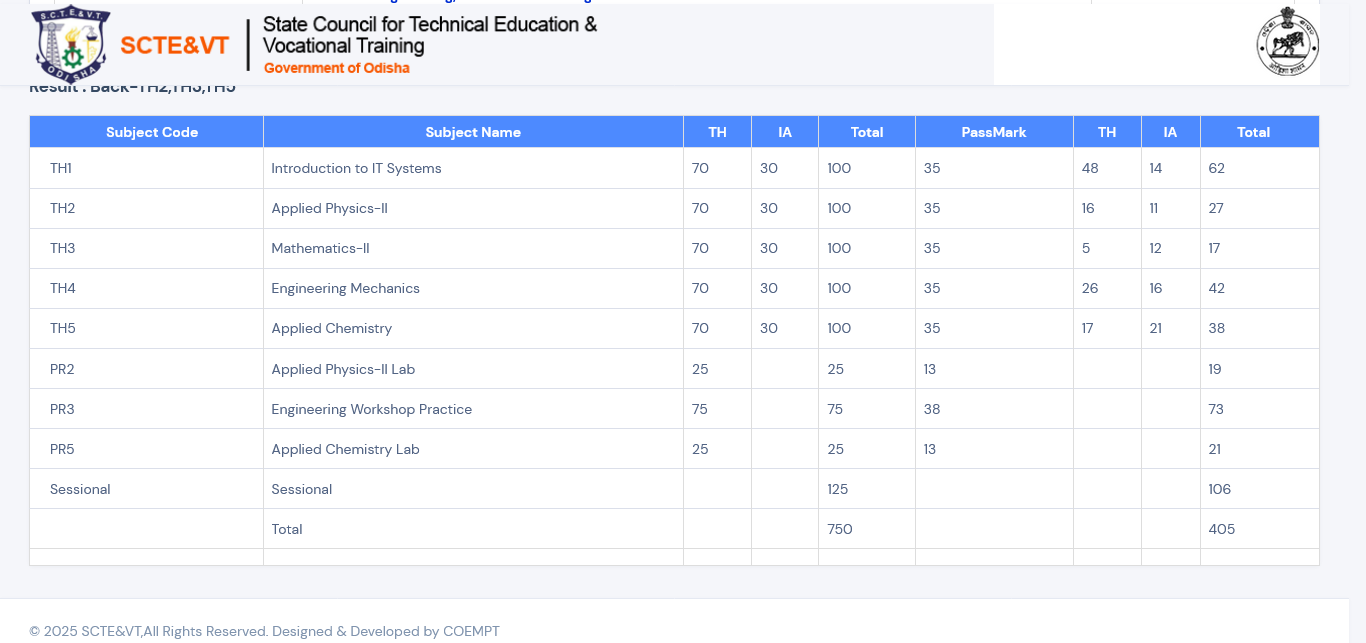 S.C.T.E.&V.T.
ODISHA
SCTE&VT
State Council for Technical Education &
Vocational Training
Government of Odisha
Result : Back-TH2,TH3,TH5
Subject Code Subject Name TH IA Total PassMark TH IA Total
TH1 Introduction to IT Systems 70 30 100 35 48 14 62
TH2 Applied Physics-II 70 30 100 35 16 11 27
TH3 Mathematics-II 70 30 100 35 5 12 17
TH4 Engineering Mechanics 70 30 100 35 26 16 42
TH5 Applied Chemistry 70 30 100 35 17 21 38
PR2 Applied Physics-II Lab 25 25 13 19
PR3 Engineering Workshop Practice 75 75 38 73
PR5 Applied Chemistry Lab 25 25 13 21
Sessional Sessional 125 106
Total 750 405
© 2025 SCTE&VT,All Rights Reserved. Designed & Developed by COEMPT